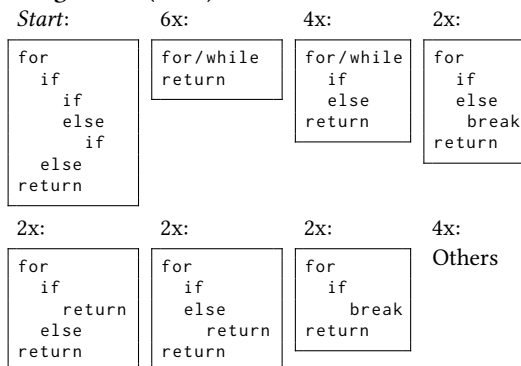 Start:
for
  if
    if
    else
      if
  else
return
6x:
for/while
return
4x:
for/while
  if
  else
return
2x:
for
  if
  else
   break
return
2x:
for
  if
    return
  else
return
2x:
for
  if
  else
    return
return
2x:
for
  if
    break
return
4x:
Others